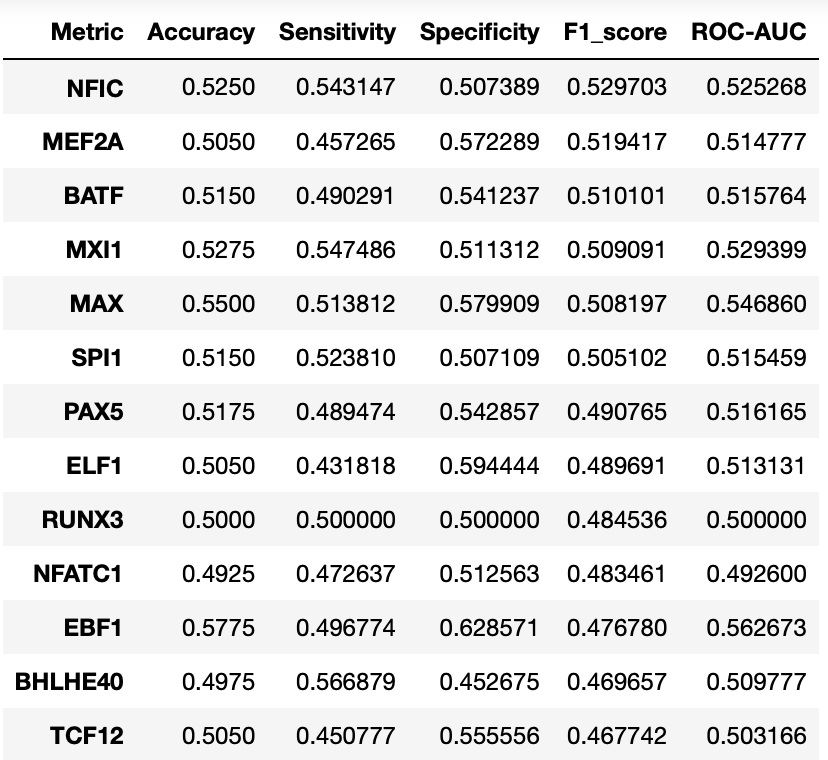 Metric Accuracy Sensitivity Specificity F1_score ROC-AUC
NFIC 0.5250 0.543147 0.507389 0.529703 0.525268
MEF2A 0.5050 0.457265 0.572289 0.519417 0.514777
BATF 0.5150 0.490291 0.541237 0.510101 0.515764
MXI1 0.5275 0.547486 0.511312 0.509091 0.529399
MAX 0.5500 0.513812 0.579909 0.508197 0.546860
SPI1 0.5150 0.523810 0.507109 0.505102 0.515459
PAX5 0.5175 0.489474 0.542857 0.490765 0.516165
ELF1 0.5050 0.431818 0.594444 0.489691 0.513131
RUNX3 0.5000 0.500000 0.500000 0.484536 0.500000
NFATC1 0.4925 0.472637 0.512563 0.483461 0.492600
EBF1 0.5775 0.496774 0.628571 0.476780 0.562673
BHLHE40 0.4975 0.566879 0.452675 0.469657 0.509777
TCF12 0.5050 0.450777 0.555556 0.467742 0.503166